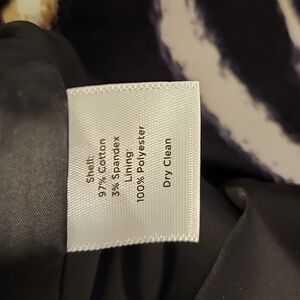 Shell:
97% Cotton
3% Spandex
Lining:
100% Polyester
Dry Clean